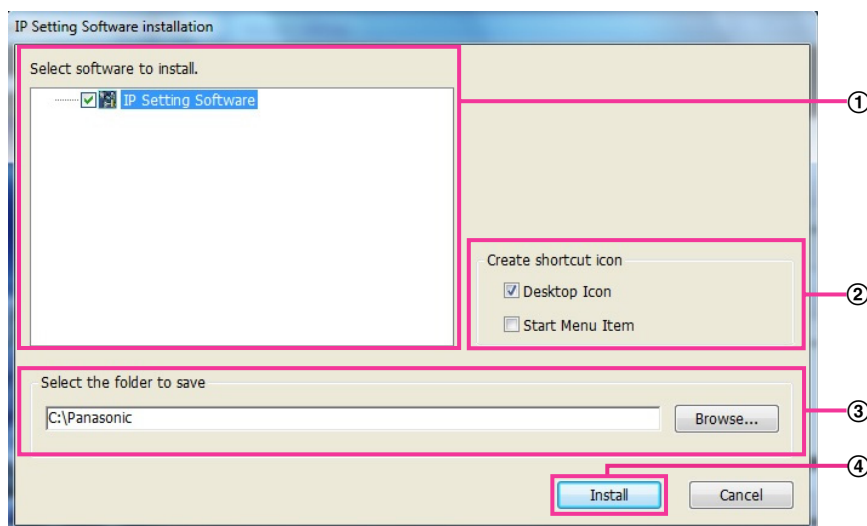 IP Setting Software installation
Select software to install.
IP Setting Software
①
Create shortcut icon
Desktop Icon
②
Start Menu Item
Select the folder to save
C:\Panasonic
Browse...
③
④
Install
Cancel